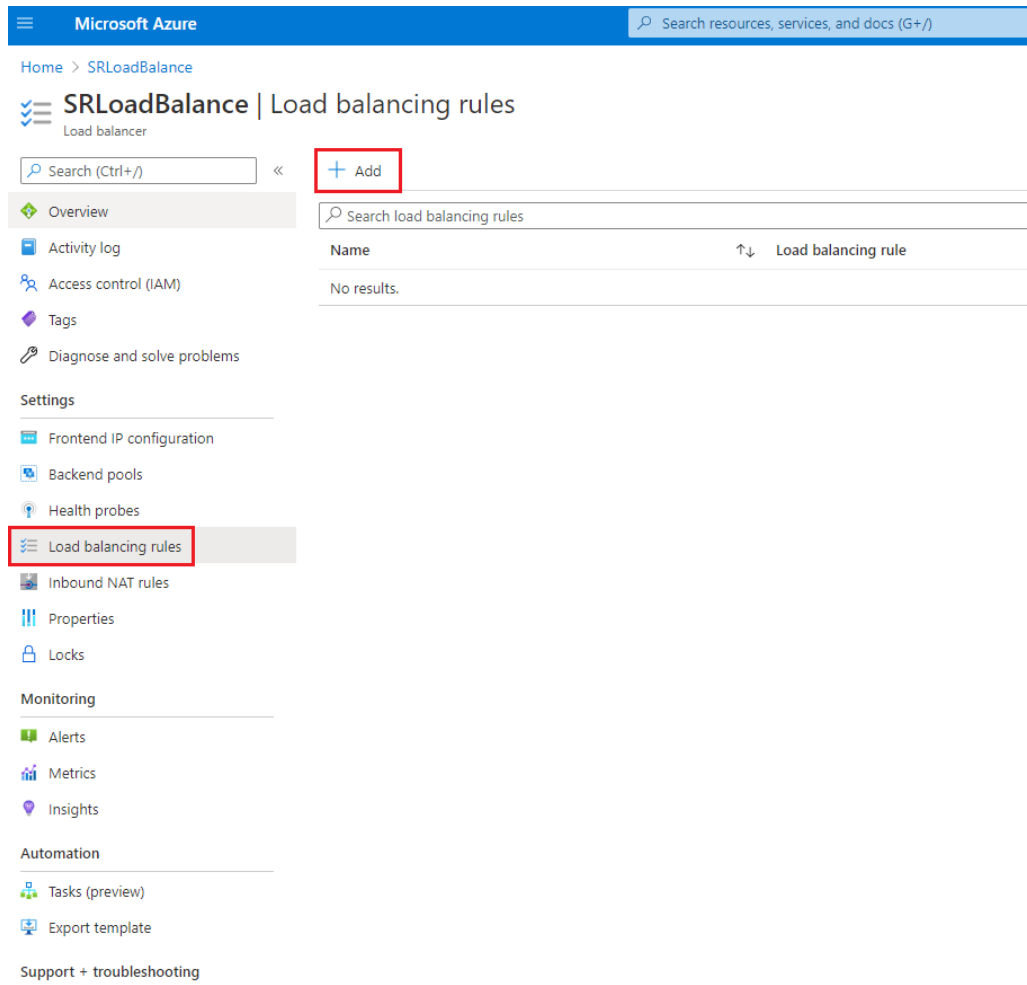 Microsoft Azure
Search resources, services, and docs (G+/)
Home > SRLoadBalance
SRLoadBalance | Load balancing rules
Load balancer
Search (Ctrl+/)
«
+ Add
Overview
Search load balancing rules
Activity log
Name ↑↓ Load balancing rule
Access control (IAM)
No results.
Tags
Diagnose and solve problems
Settings
Frontend IP configuration
Backend pools
Health probes
Load balancing rules
Inbound NAT rules
Properties
Locks
Monitoring
Alerts
Metrics
Insights
Automation
Tasks (preview)
Export template
Support + troubleshooting